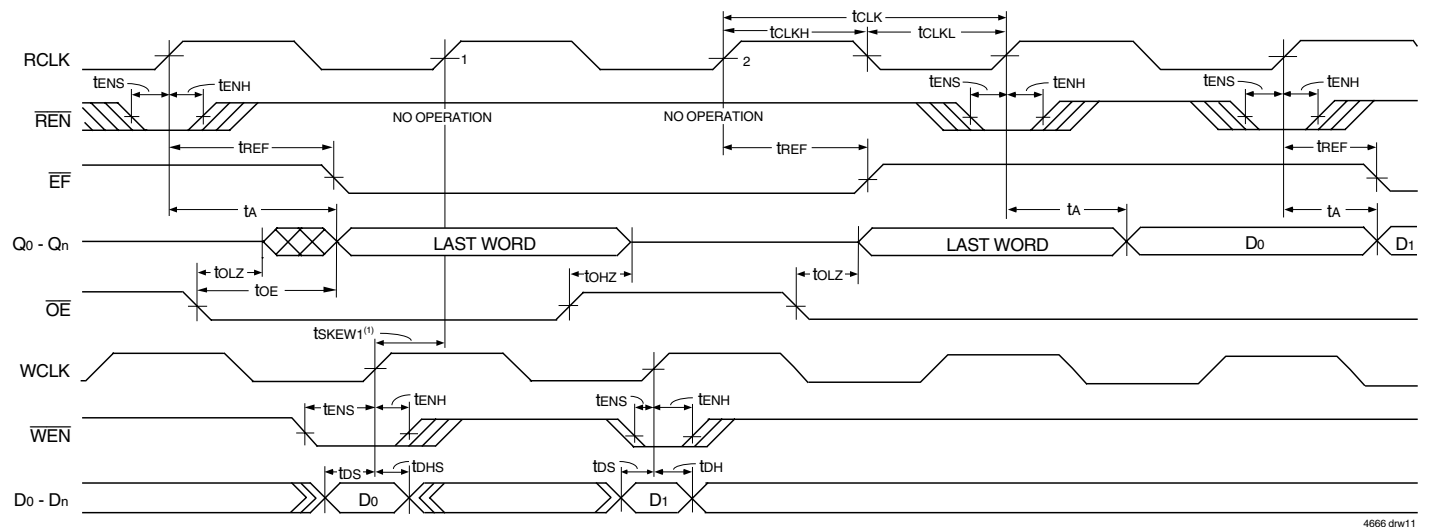 tCLK
tCLKH tCLKL
RCLK 1 2
tENS tENH tENS tENH tENS tENH
REN NO OPERATION NO OPERATION
tREF tREF tREF
EF
tA tA tA
Q0 - Qn LAST WORD LAST WORD D0 D1
tOLZ tOHZ tOLZ
tOE
OE
tSKEW1(1)
WCLK
tENS tENH tENS tENH
WEN
tDS tDHS tDS tDH
D0 - Dn D0 D1
4666 drw11